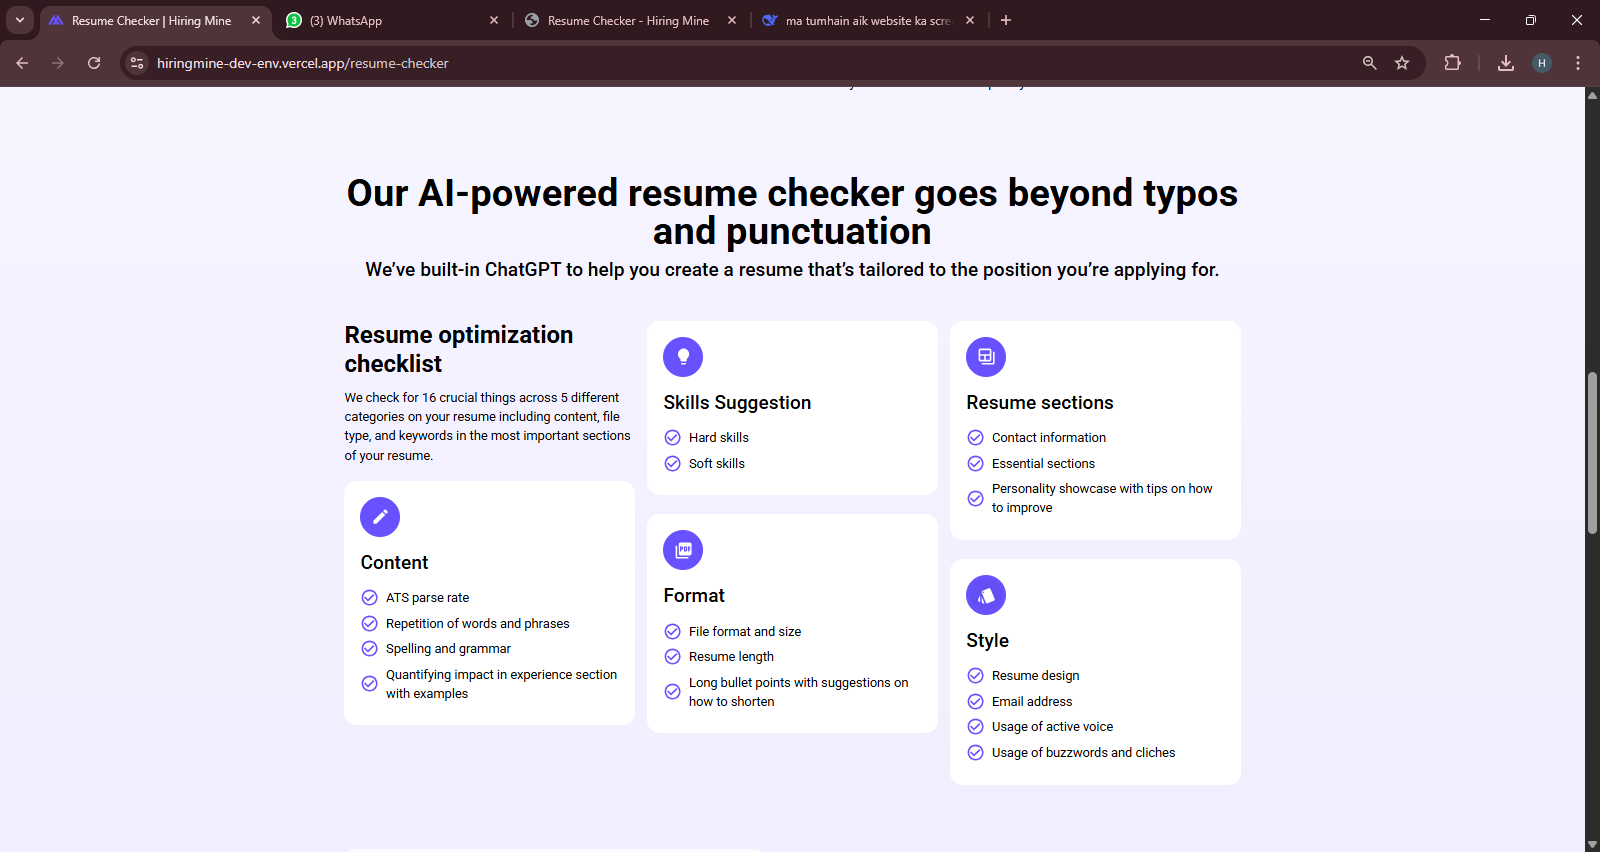 Resume Checker | Hiring Mine
3
(3) WhatsApp
Resume Checker - Hiring Mine
ma tumhain aik website ka scre
hiringmine-dev-env.vercel.app/resume-checker
H
Our AI-powered resume checker goes beyond typos
and punctuation
We’ve built-in ChatGPT to help you create a resume that’s tailored to the position you’re applying for.
Resume optimization
checklist
We check for 16 crucial things across 5 different
categories on your resume including content, file
type, and keywords in the most important sections
of your resume.
Content
ATS parse rate
Repetition of words and phrases
Spelling and grammar
Quantifying impact in experience section
with examples
Skills Suggestion
Hard skills
Soft skills
PDF
Format
File format and size
Resume length
Long bullet points with suggestions on
how to shorten
Resume sections
Contact information
Essential sections
Personality showcase with tips on how
to improve
Style
Resume design
Email address
Usage of active voice
Usage of buzzwords and cliches